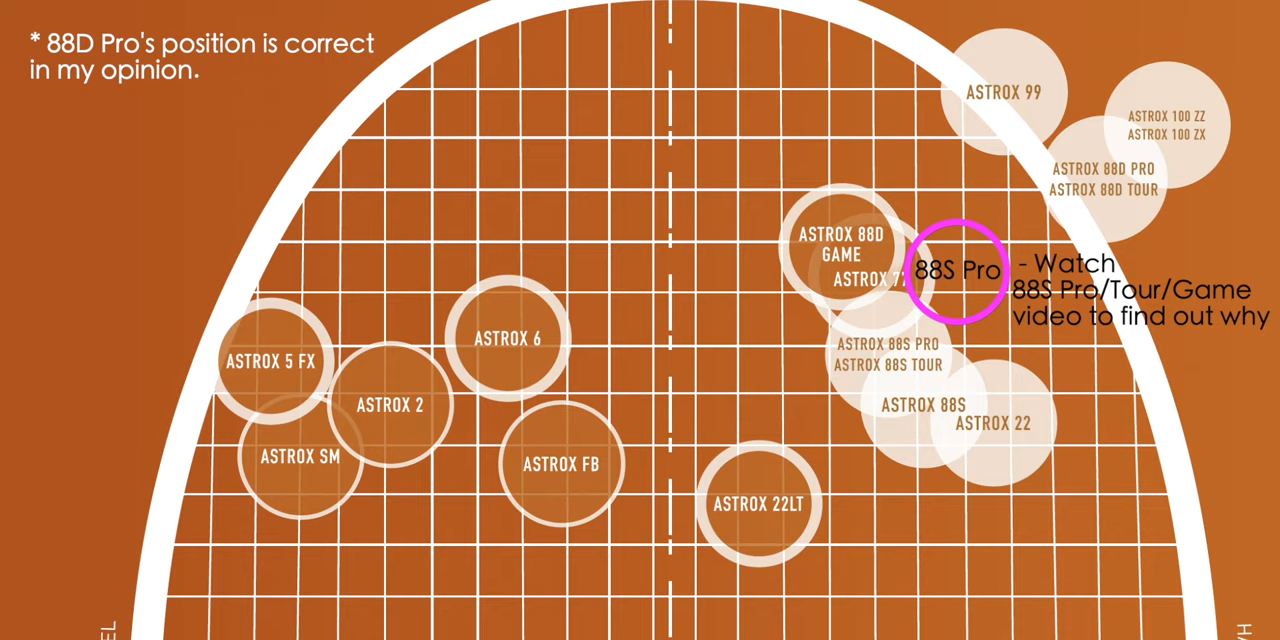 * 88D Pro's position is correct
in my opinion.
ASTROX 99
ASTROX 100 ZZ
ASTROX 100 ZX
ASTROX 88D PRO
ASTROX 88D TOUR
ASTROX 88D
GAME
ASTROX 77
88S Pro
- Watch
88S Pro/Tour/Game
video to find out why
ASTROX 6
ASTROX 5 FX
ASTROX 88S PRO
ASTROX 88S TOUR
ASTROX 2
ASTROX 88S
ASTROX 22
ASTROX SM
ASTROX FB
ASTROX 22LT